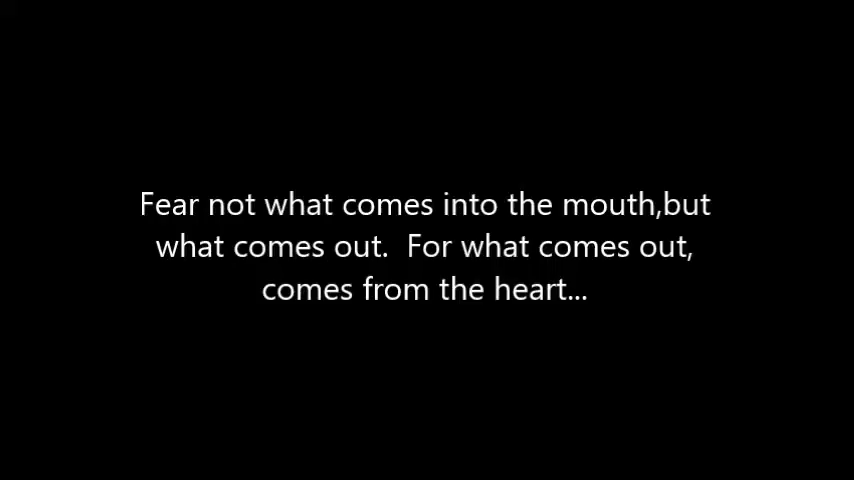 Fear not what comes into the mouth,but
what comes out.  For what comes out,
comes from the heart...